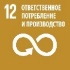 12 ОТВЕТСТВЕННОЕ
ПОТРЕБЛЕНИЕ
И ПРОИЗВОДСТВО